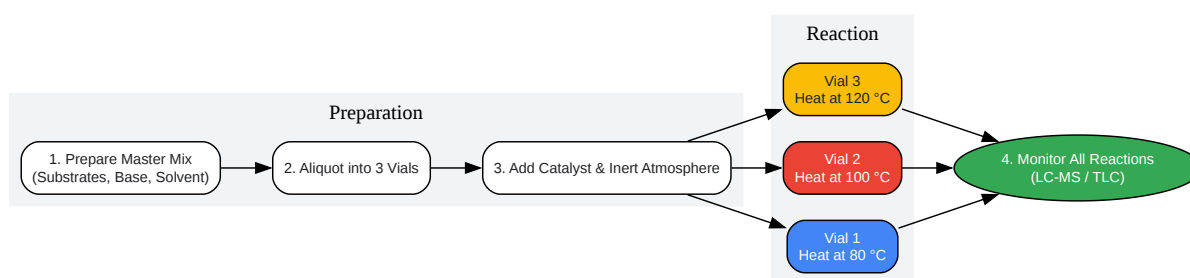 Preparation
1. Prepare Master Mix
(Substrates, Base, Solvent)
2. Aliquot into 3 Vials
3. Add Catalyst & Inert Atmosphere
Reaction
Vial 3
Heat at 120 °C
Vial 2
Heat at 100 °C
Vial 1
Heat at 80 °C
4. Monitor All Reactions
(LC-MS / TLC)